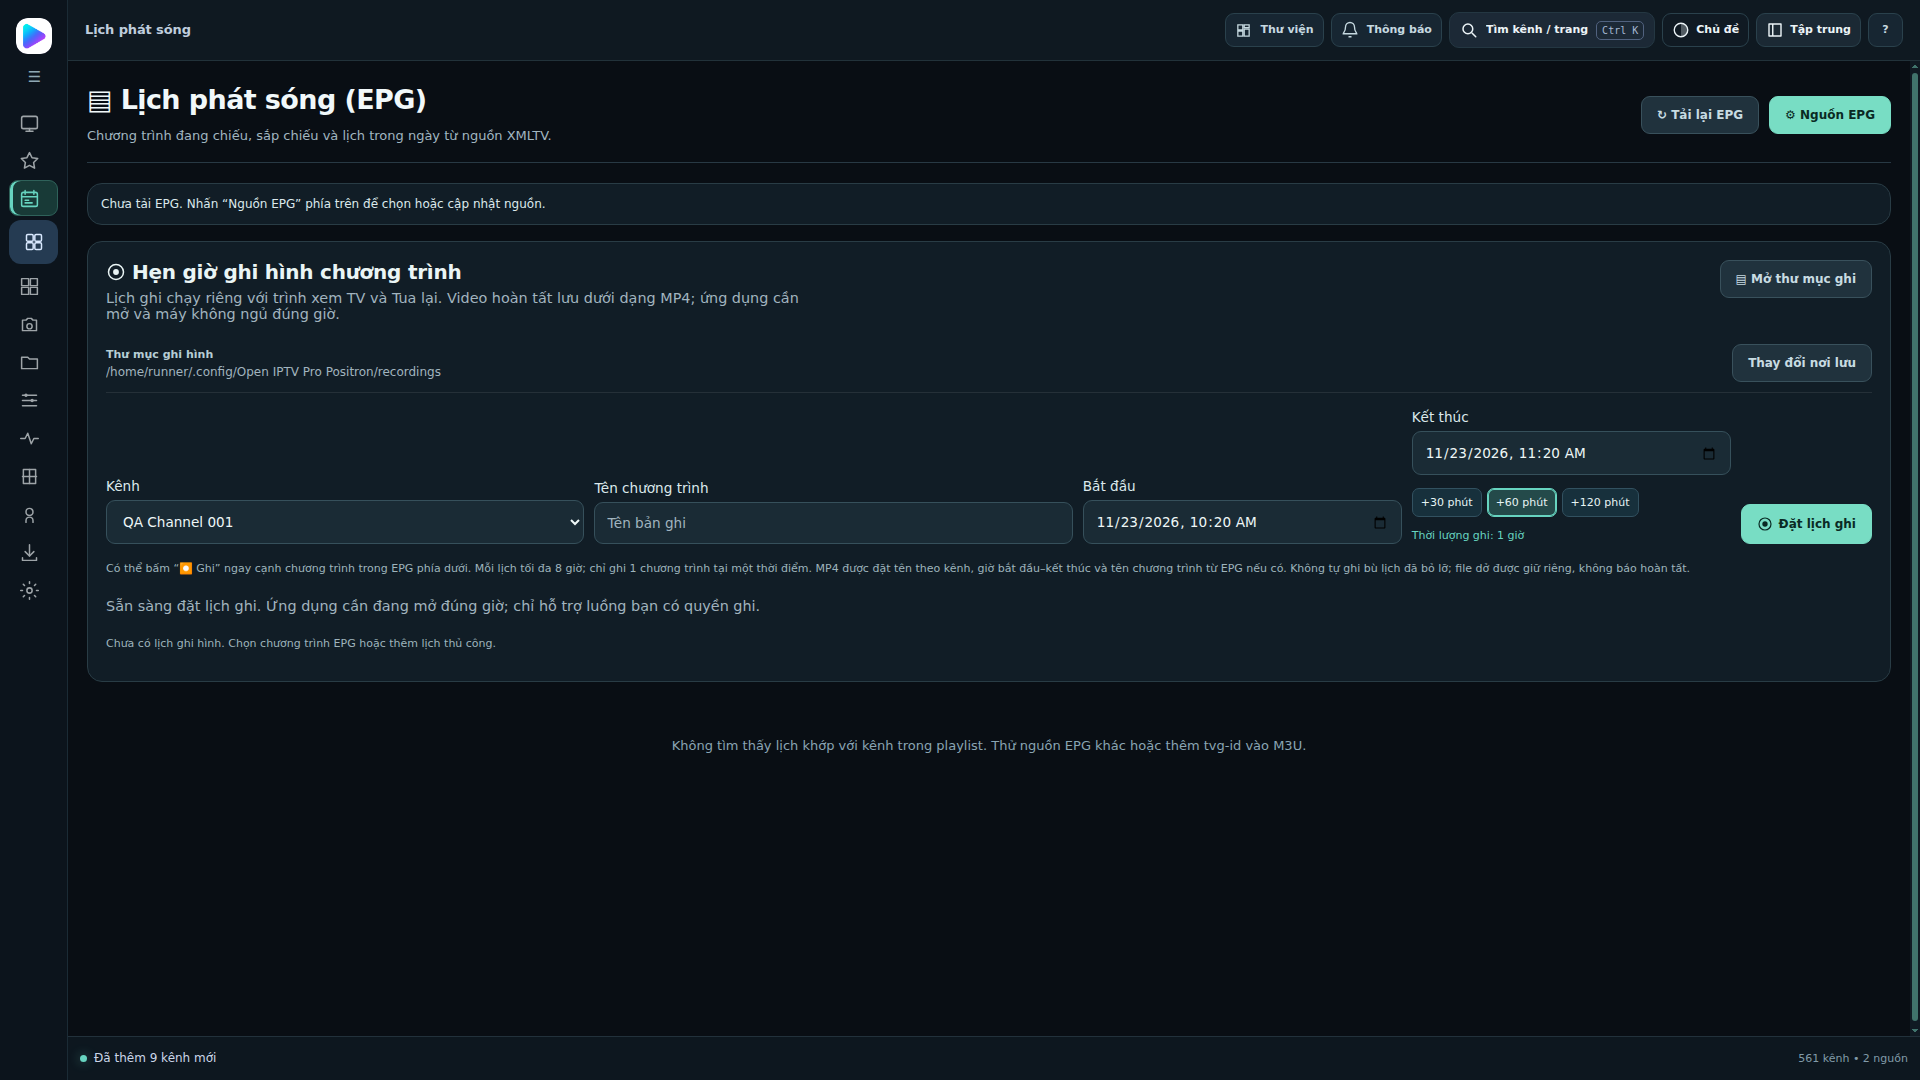 Lịch phát sóng
Thư viện
Thông báo
Tìm kênh / trang
Ctrl K
Chủ đề
Tập trung
?
Lịch phát sóng (EPG)
Chương trình đang chiếu, sắp chiếu và lịch trong ngày từ nguồn XMLTV.
↻ Tải lại EPG
⚙ Nguồn EPG
Chưa tải EPG. Nhấn “Nguồn EPG” phía trên để chọn hoặc cập nhật nguồn.
Hẹn giờ ghi hình chương trình
Lịch ghi chạy riêng với trình xem TV và Tua lại. Video hoàn tất lưu dưới dạng MP4; ứng dụng cần
mở và máy không ngủ đúng giờ.
Mở thư mục ghi
Thư mục ghi hình
/home/runner/.config/Open IPTV Pro Positron/recordings
Thay đổi nơi lưu
Kênh
QA Channel 001
Tên chương trình
Tên bản ghi
Bắt đầu
11/23/2026, 10:20 AM
Kết thúc
11/23/2026, 11:20 AM
+30 phút
+60 phút
+120 phút
Thời lượng ghi: 1 giờ
Đặt lịch ghi
Có thể bấm “⏺ Ghi” ngay cạnh chương trình trong EPG phía dưới. Mỗi lịch tối đa 8 giờ; chỉ ghi 1 chương trình tại một thời điểm. MP4 được đặt tên theo kênh, giờ bắt đầu–kết thúc và tên chương trình từ EPG nếu có. Không tự ghi bù lịch đã bỏ lỡ; file dở được giữ riêng, không báo hoàn tất.
Sẵn sàng đặt lịch ghi. Ứng dụng cần đang mở đúng giờ; chỉ hỗ trợ luồng bạn có quyền ghi.
Chưa có lịch ghi hình. Chọn chương trình EPG hoặc thêm lịch thủ công.
Không tìm thấy lịch khớp với kênh trong playlist. Thử nguồn EPG khác hoặc thêm tvg-id vào M3U.
Đã thêm 9 kênh mới
561 kênh • 2 nguồn